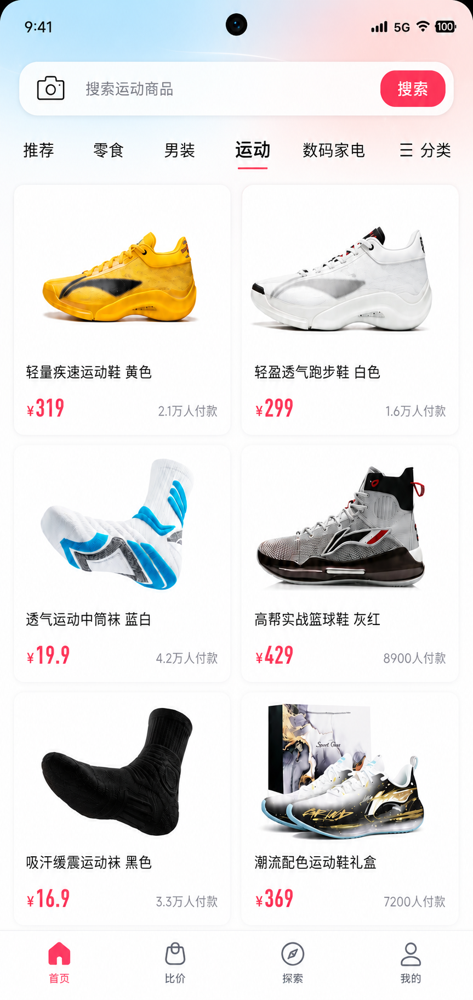 9:41
5G 100
搜索运动商品
搜索
推荐 零食 男装 运动 数码家电 分类
轻量疾速运动鞋 黄色
¥319 2.1万人付款
轻盈透气跑步鞋 白色
¥299 1.6万人付款
透气运动中筒袜 蓝白
¥19.9 4.2万人付款
高帮实战篮球鞋 灰红
¥429 8900人付款
吸汗缓震运动袜 黑色
¥16.9 3.3万人付款
Sport Gear
潮流配色运动鞋礼盒
¥369 7200人付款
首页 比价 探索 我的